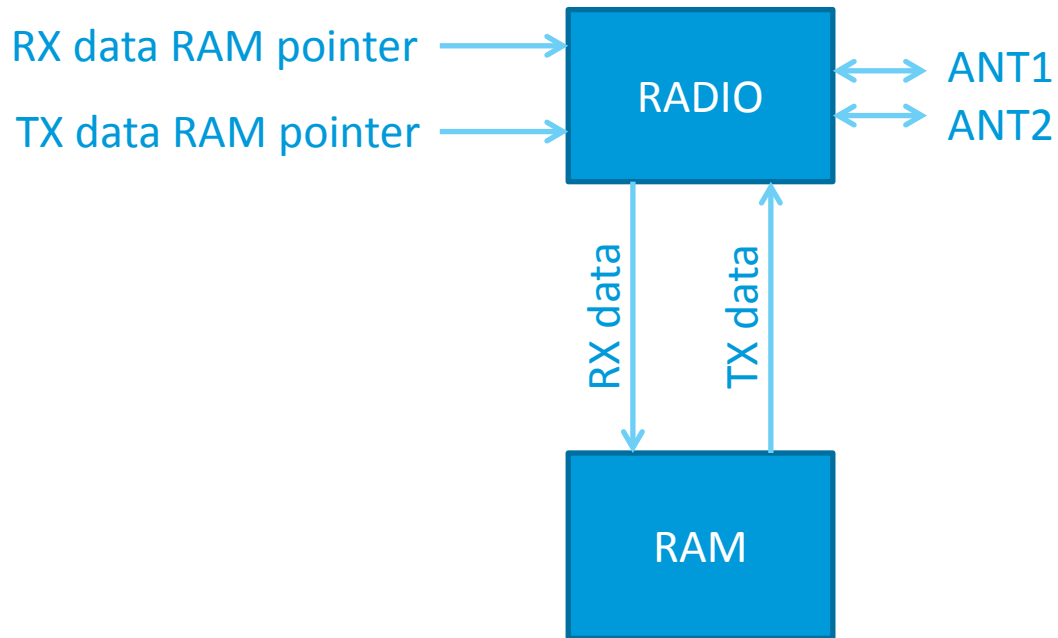 RX data RAM pointer
TX data RAM pointer
RADIO
ANT1
ANT2
RX data
TX data
RAM